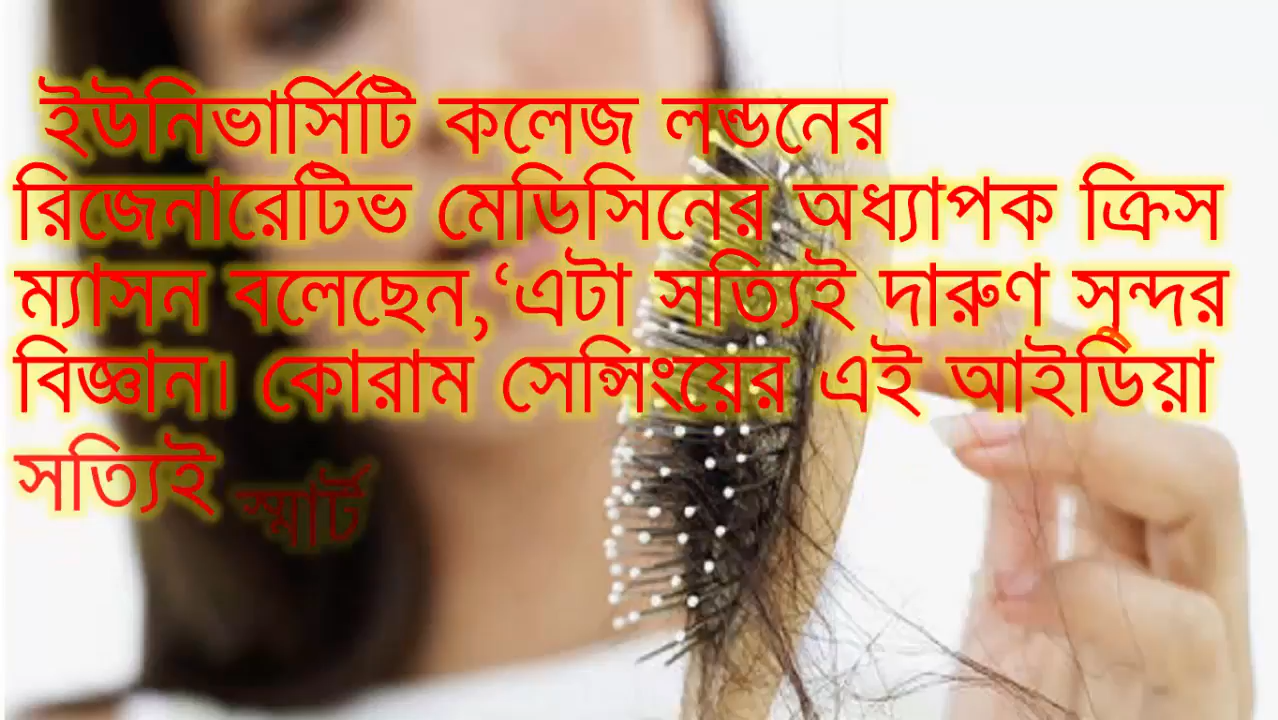 ইউনিভার্সিটি কলেজ লন্ডনের
রিজেনারেটিভ মেডিসিনের অধ্যাপক ক্রিস
ম্যাসন বলেছেন, ‘এটা সত্যিই দারুণ সুন্দর
বিজ্ঞান। কোরাম সেন্সিংয়ের এই আইডিয়া
সত্যিই স্মার্ট